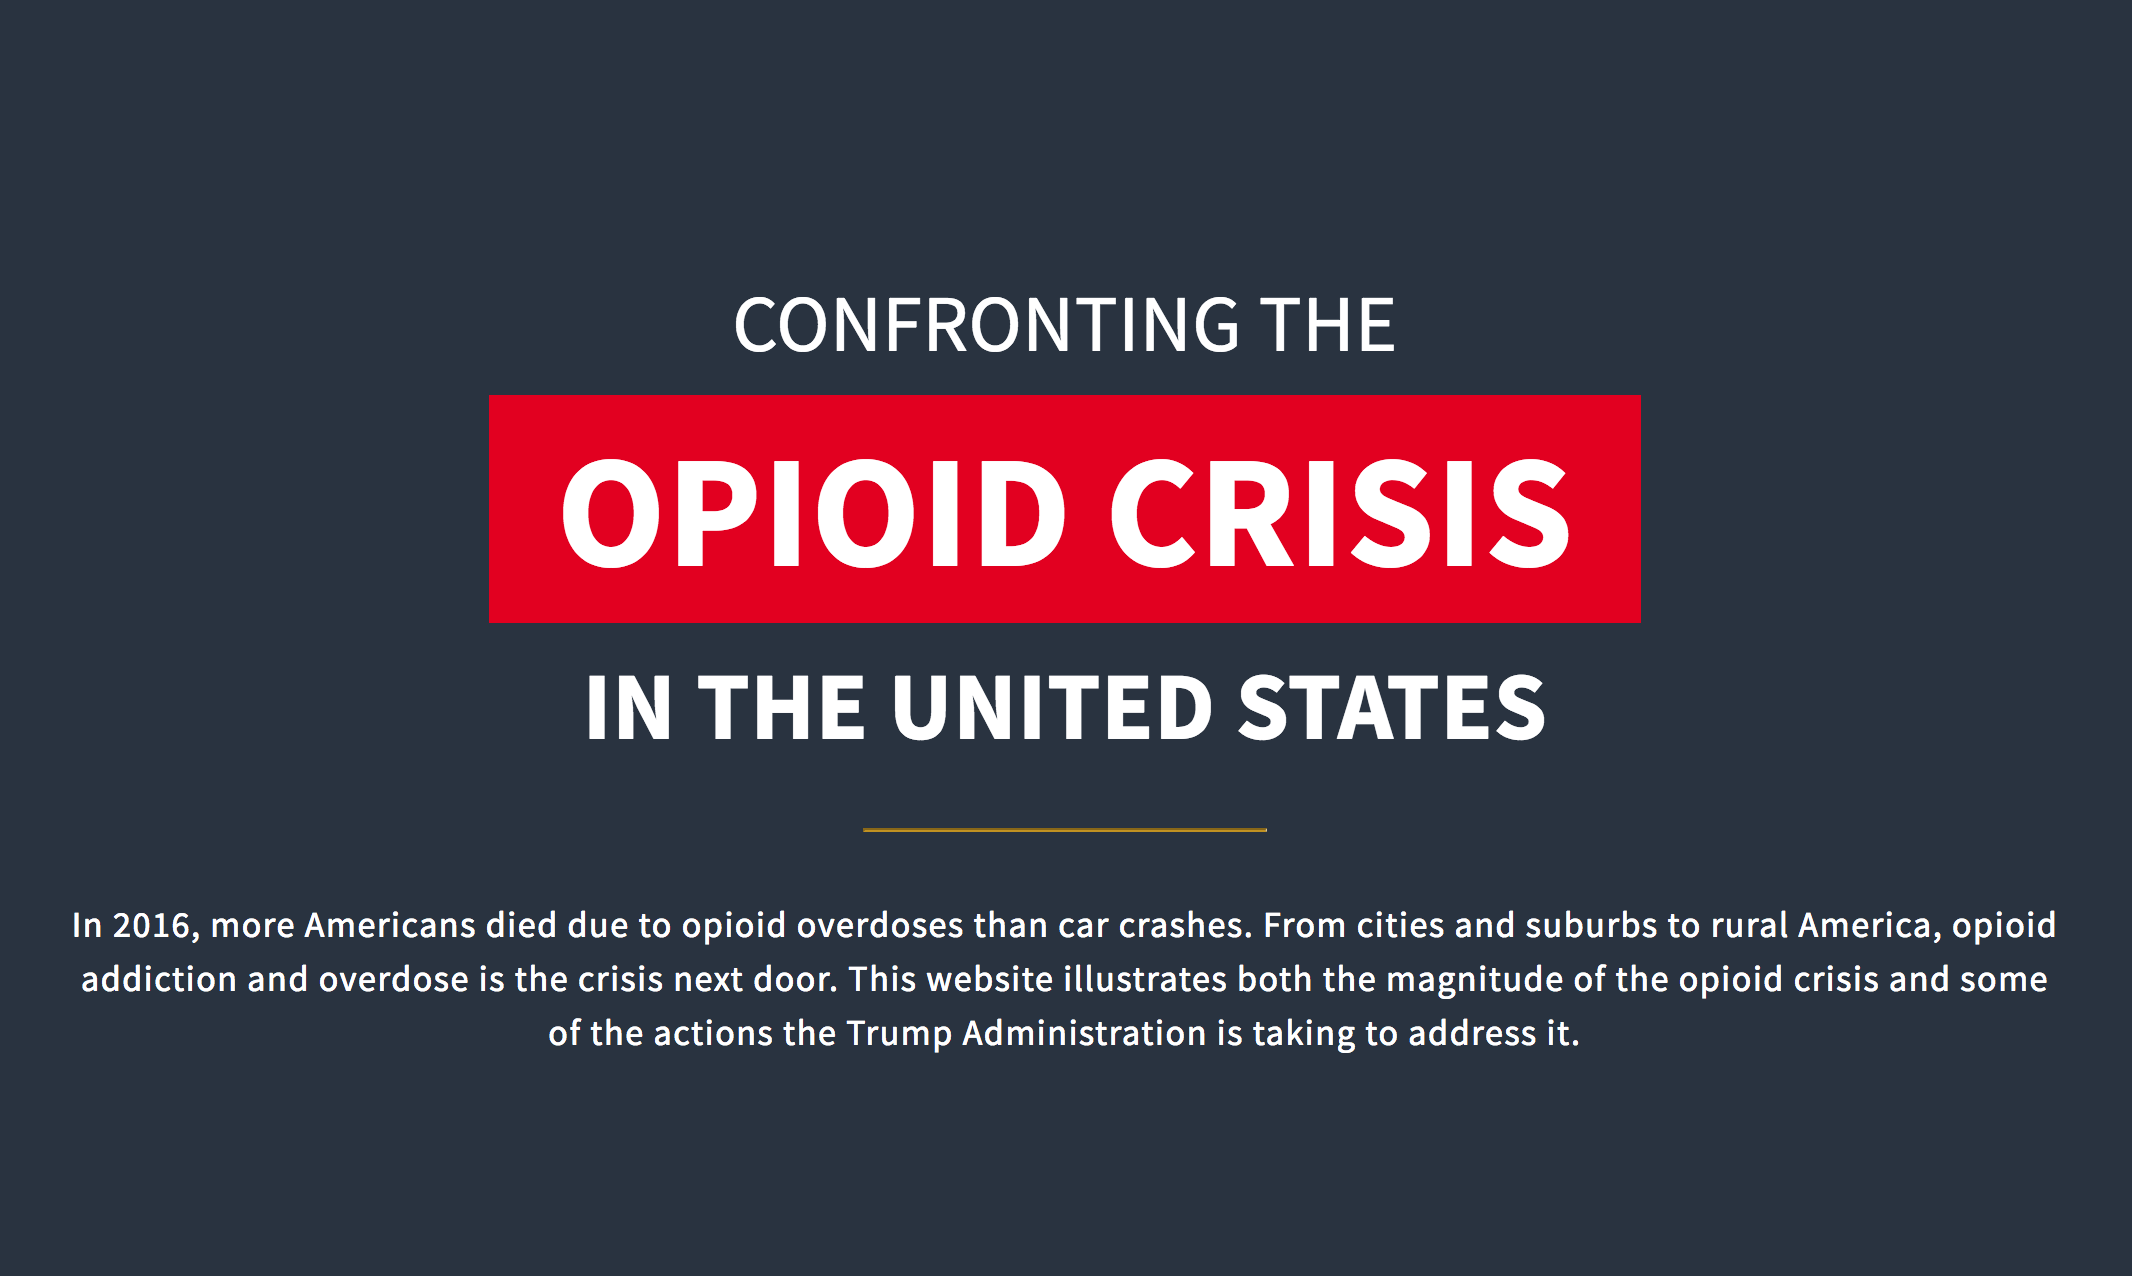 CONFRONTING THE
OPIOID CRISIS
IN THE UNITED STATES
In 2016, more Americans died due to opioid overdoses than car crashes. From cities and suburbs to rural America, opioid
addiction and overdose is the crisis next door. This website illustrates both the magnitude of the opioid crisis and some
of the actions the Trump Administration is taking to address it.